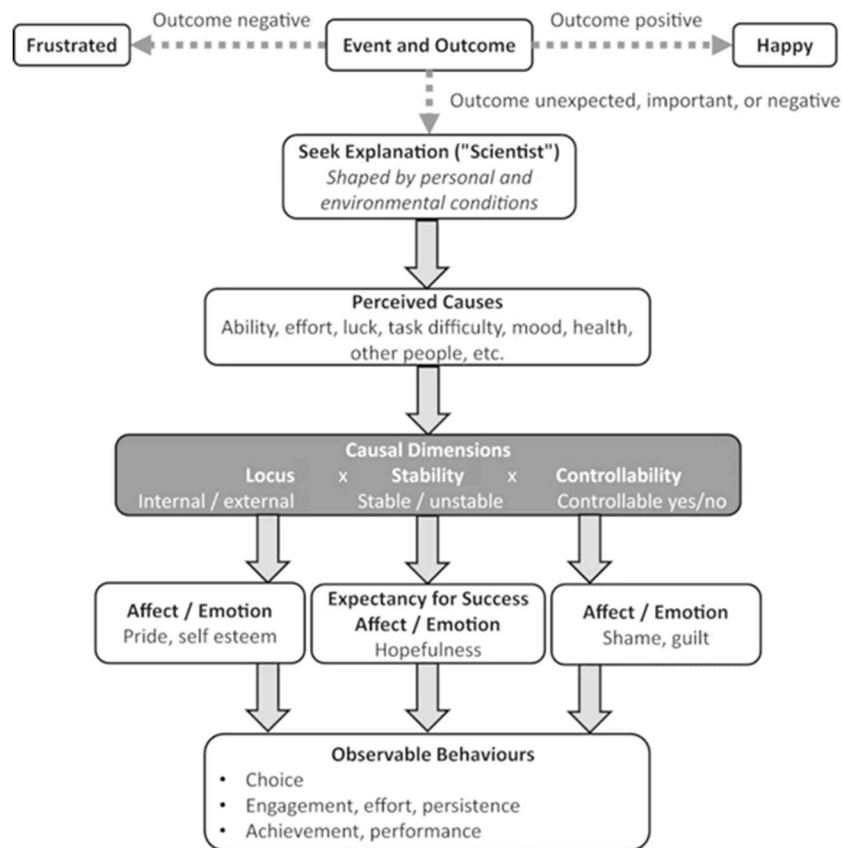 Outcome negative
Outcome positive
Frustrated
Event and Outcome
Happy
Outcome unexpected, important, or negative
Seek Explanation ("Scientist")
Shaped by personal and
environmental conditions
Perceived Causes
Ability, effort, luck, task difficulty, mood, health,
other people, etc.
Causal Dimensions
Locus x Stability x Controllability
Internal / external Stable / unstable Controllable yes/no
Affect / Emotion
Pride, self esteem
Expectancy for Success
Affect / Emotion
Hopefulness
Affect / Emotion
Shame, guilt
Observable Behaviours
• Choice
• Engagement, effort, persistence
• Achievement, performance